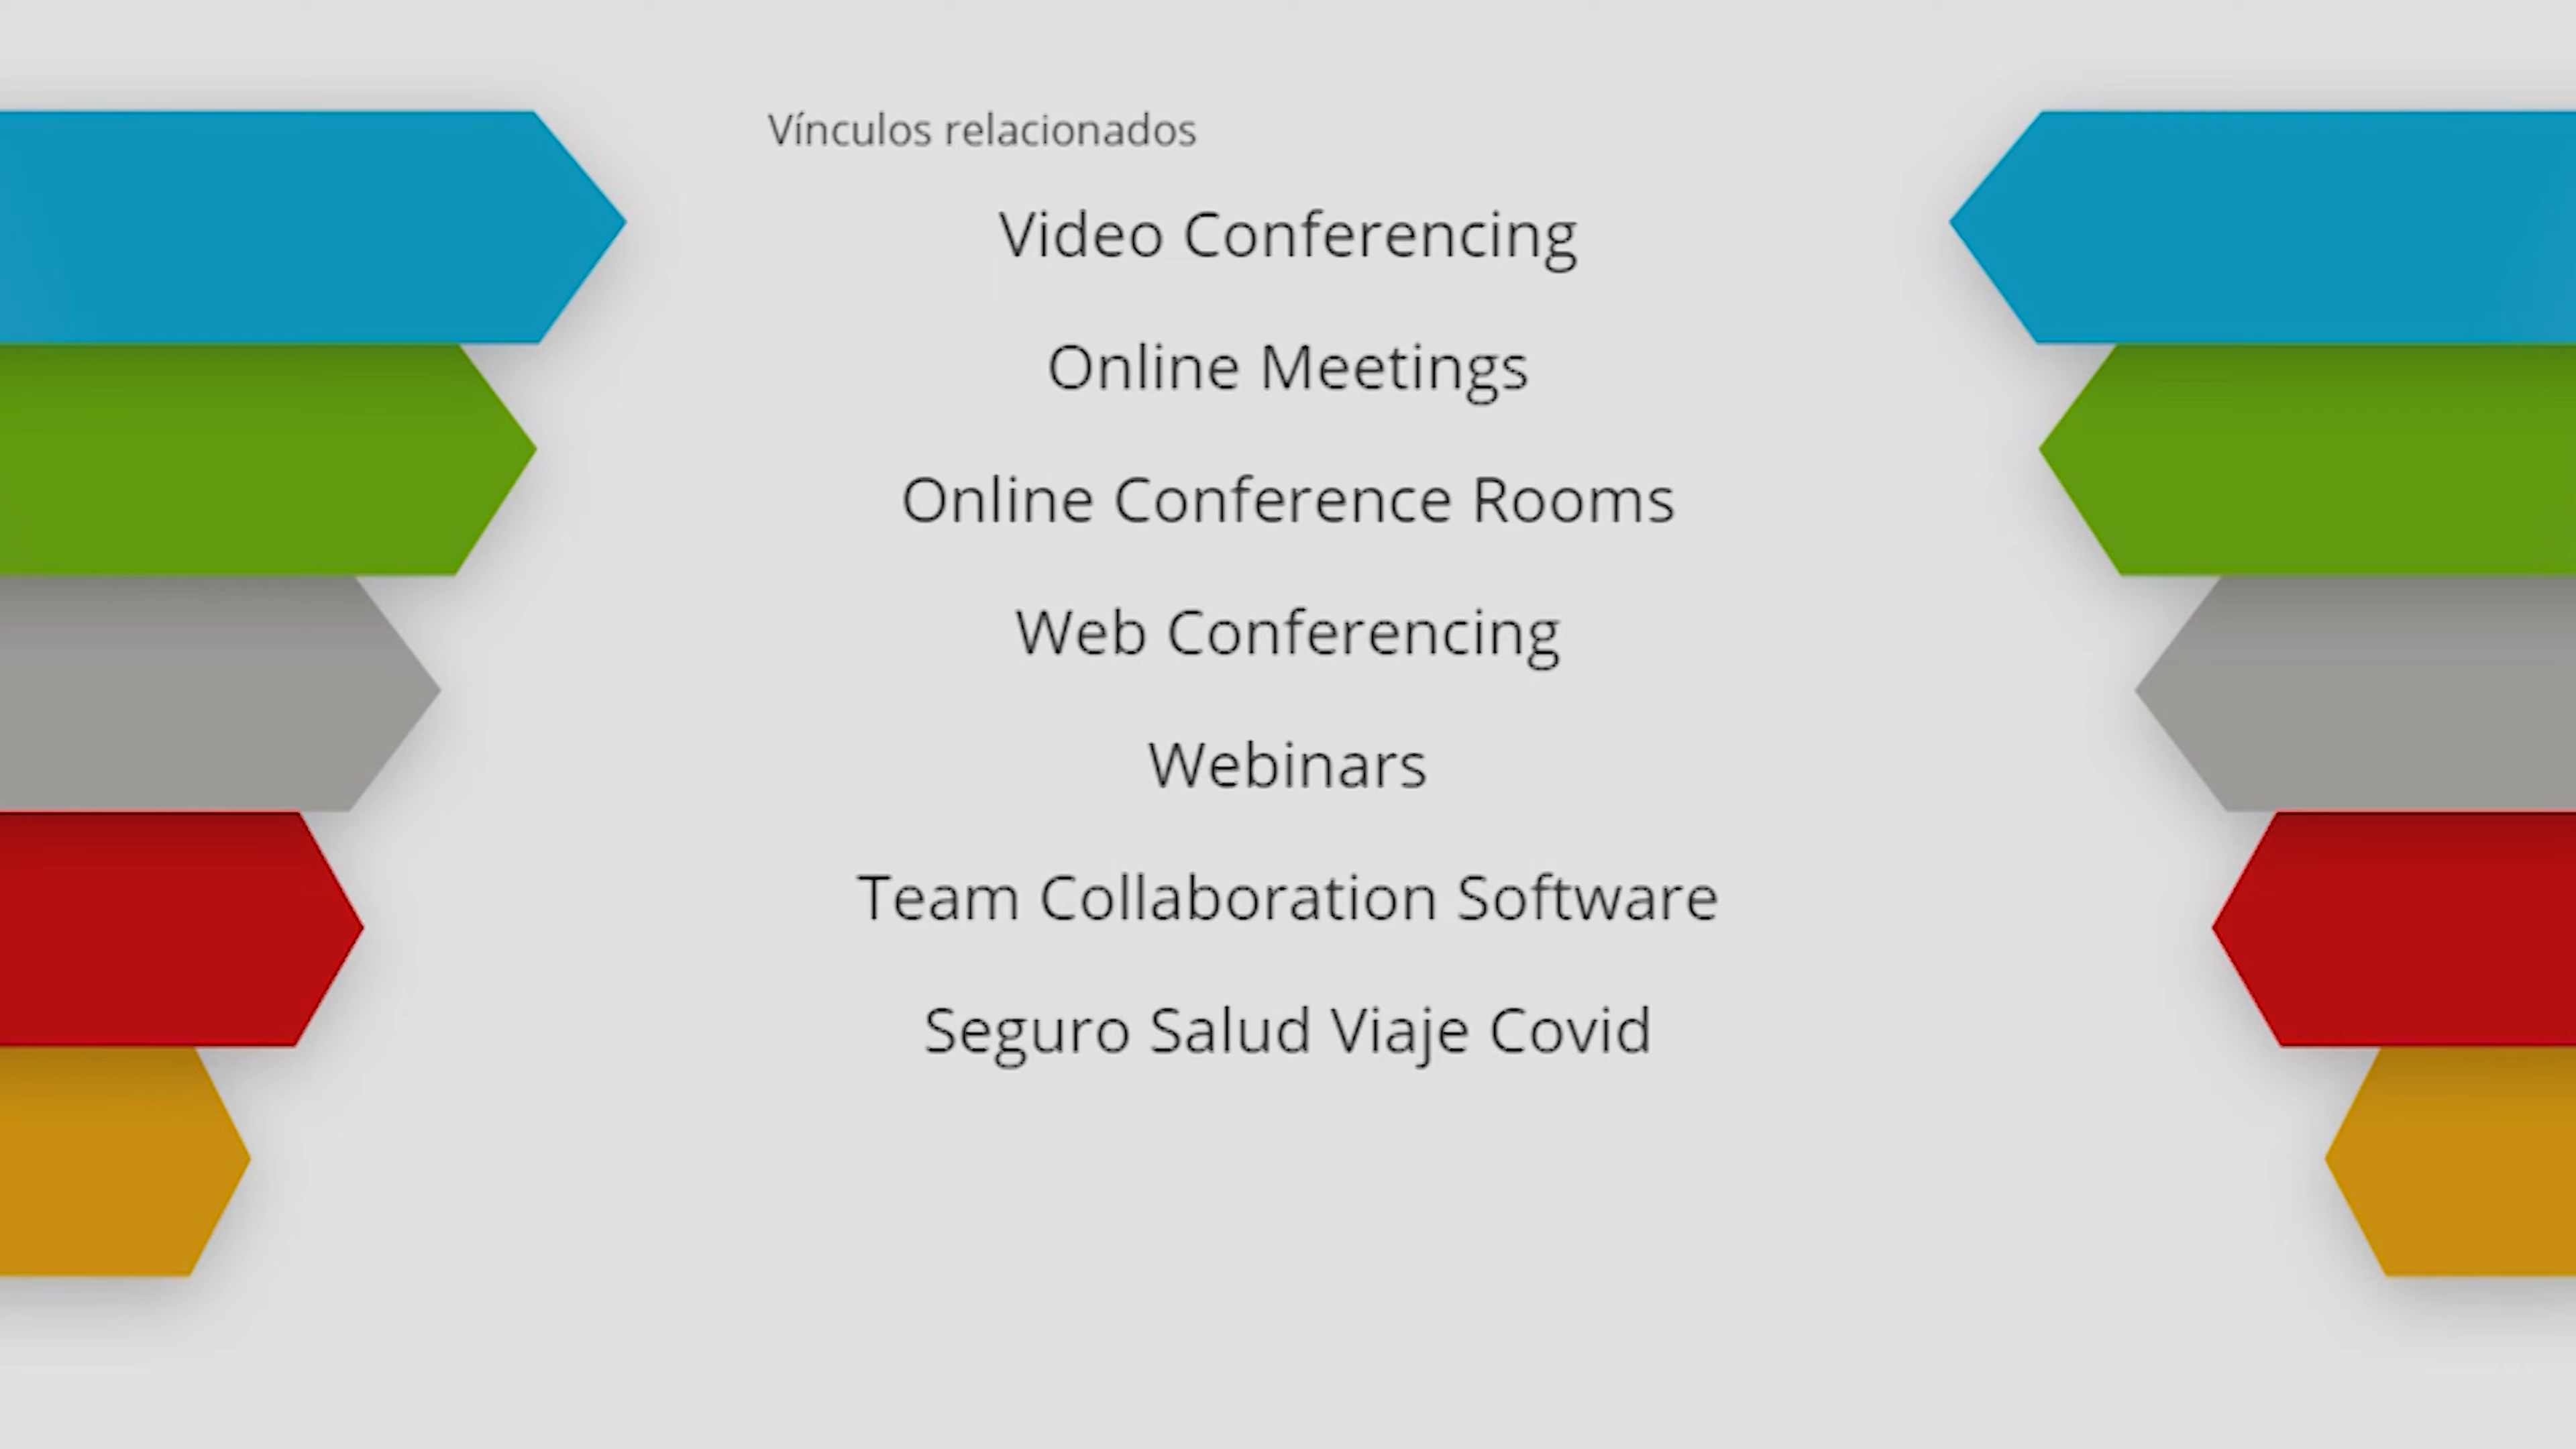 Vínculos relacionados
Video Conferencing
Online Meetings
Online Conference Rooms
Web Conferencing
Webinars
Team Collaboration Software
Seguro Salud Viaje Covid